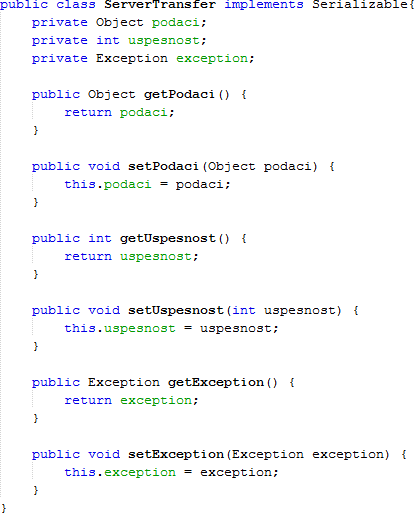 public class ServerTransfer implements Serializable{
    private Object podaci;
    private int uspesnost;
    private Exception exception;

    public Object getPodaci() {
        return podaci;
    }

    public void setPodaci(Object podaci) {
        this.podaci = podaci;
    }

    public int getUspesnost() {
        return uspesnost;
    }

    public void setUspesnost(int uspesnost) {
        this.uspesnost = uspesnost;
    }

    public Exception getException() {
        return exception;
    }

    public void setException(Exception exception) {
        this.exception = exception;
    }
}